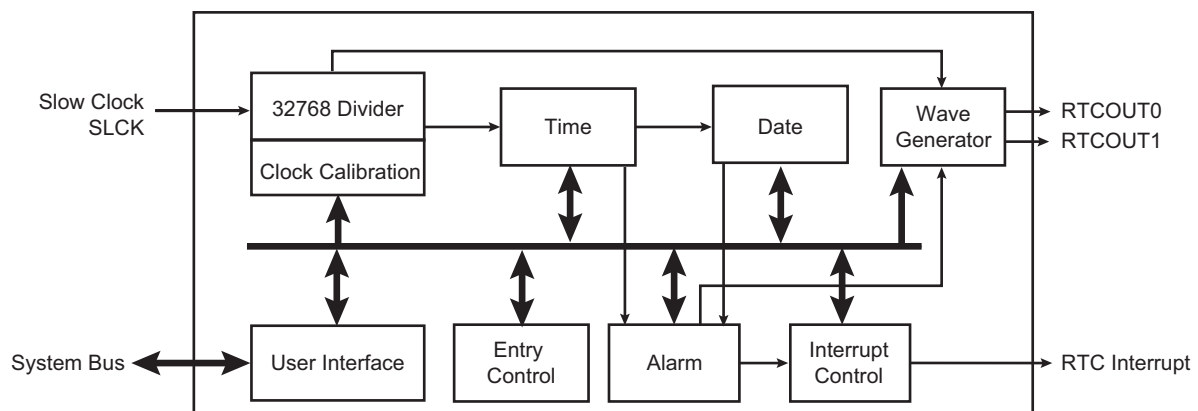 Slow Clock
SLCK
32768 Divider
Clock Calibration
Time
Date
Wave
Generator
RTCOUT0
RTCOUT1
System Bus
User Interface
Entry
Control
Alarm
Interrupt
Control
RTC Interrupt